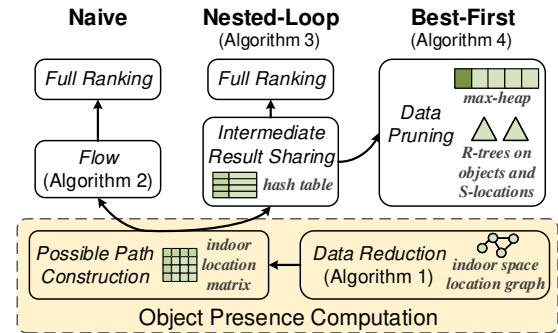 Naive
Nested-Loop
(Algorithm 3)
Best-First
(Algorithm 4)
Full Ranking
Full Ranking
Data
Pruning
max-heap
R-trees on
objects and
S-locations
Flow
(Algorithm 2)
Intermediate
Result Sharing
hash table
Possible Path
Construction
indoor
location
matrix
Data Reduction
(Algorithm 1)
indoor space
location graph
Object Presence Computation